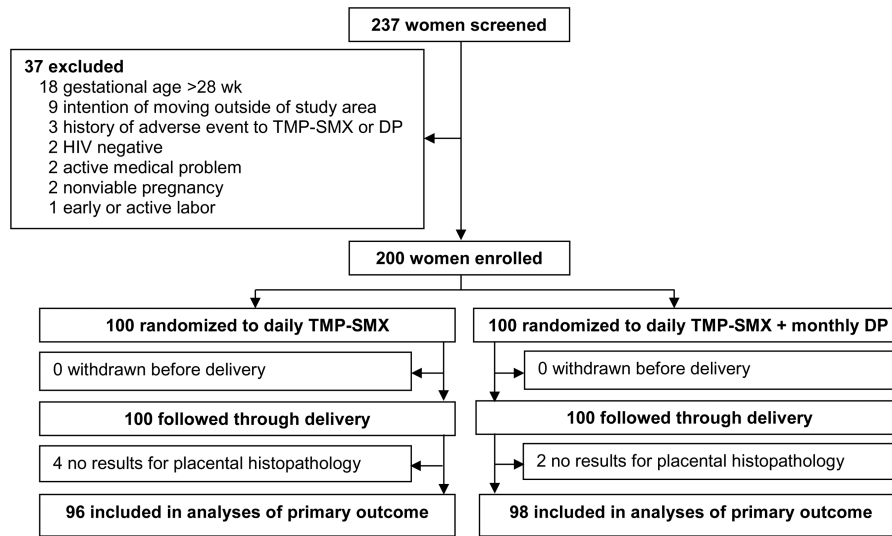 237 women screened
37 excluded
18 gestational age >28 wk
9 intention of moving outside of study area
3 history of adverse event to TMP-SMX or DP
2 HIV negative
2 active medical problem
2 nonviable pregnancy
1 early or active labor
200 women enrolled
100 randomized to daily TMP-SMX
100 randomized to daily TMP-SMX + monthly DP
0 withdrawn before delivery
0 withdrawn before delivery
100 followed through delivery
100 followed through delivery
4 no results for placental histopathology
2 no results for placental histopathology
96 included in analyses of primary outcome
98 included in analyses of primary outcome